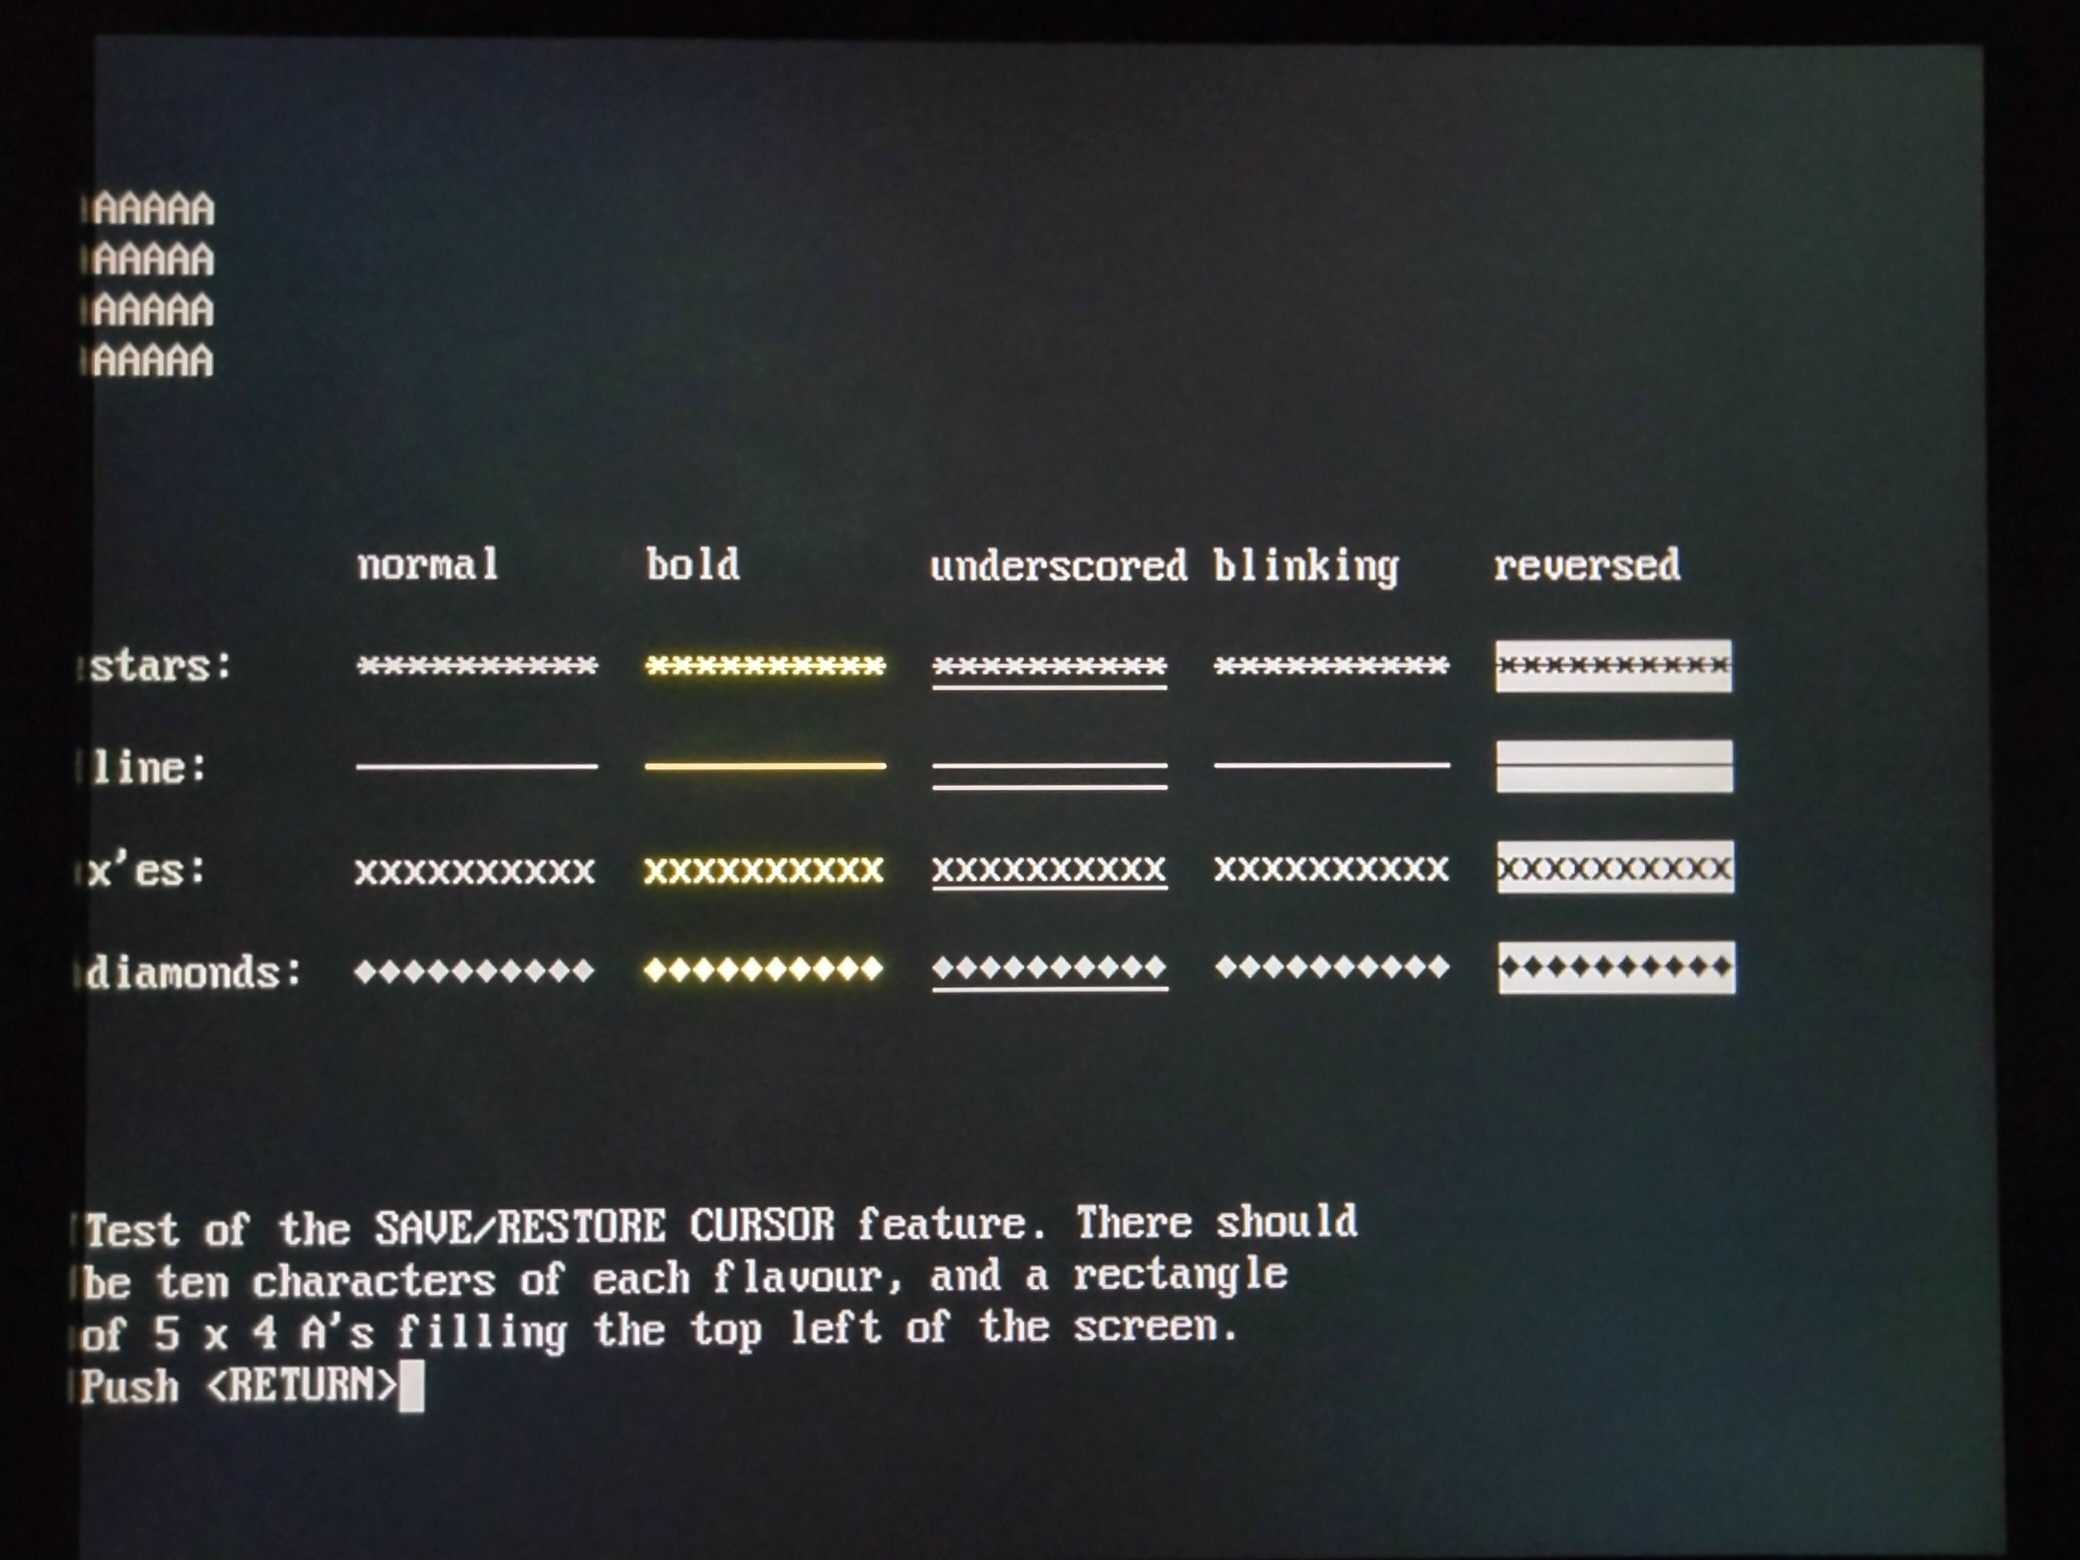 AAAAA
AAAAA
AAAAA
AAAAA
normal bold underscored blinking reversed
stars: ********** ********** ********** ********** **********
line: ────────── ────────── ────────── ────────── ──────────
x'es: xxxxxxxxxx xxxxxxxxxx xxxxxxxxxx xxxxxxxxxx xxxxxxxxxx
diamonds: ◆◆◆◆◆◆◆◆◆◆ ◆◆◆◆◆◆◆◆◆◆ ◆◆◆◆◆◆◆◆◆◆ ◆◆◆◆◆◆◆◆◆◆ ◆◆◆◆◆◆◆◆◆◆
Test of the SAVE/RESTORE CURSOR feature. There should
be ten characters of each flavour, and a rectangle
of 5 x 4 A's filling the top left of the screen.
Push <RETURN>